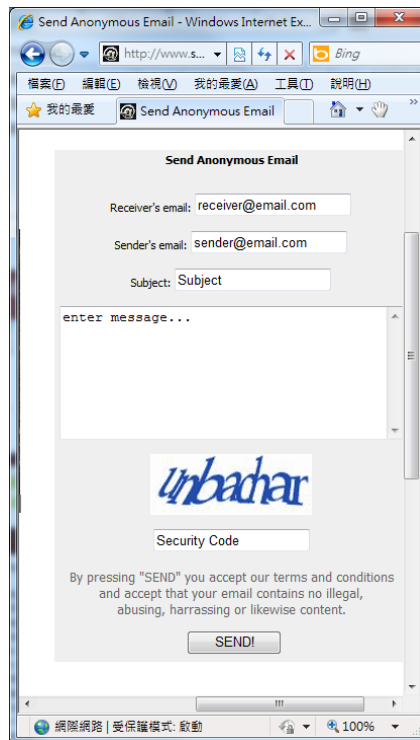 Send Anonymous Email - Windows Internet Ex...
http://www.s...
Bing
檔案(F) 編輯(E) 檢視(V) 我的最愛(A) 工具(T) 說明(H)
我的最愛 Send Anonymous Email
Send Anonymous Email
Receiver's email: receiver@email.com
Sender's email: sender@email.com
Subject: Subject
enter message...
unbachar
Security Code
By pressing "SEND" you accept our terms and conditions
and accept that your email contains no illegal,
abusing, harrassing or likewise content.
SEND!
網際網路 | 受保護模式: 啟動 100%